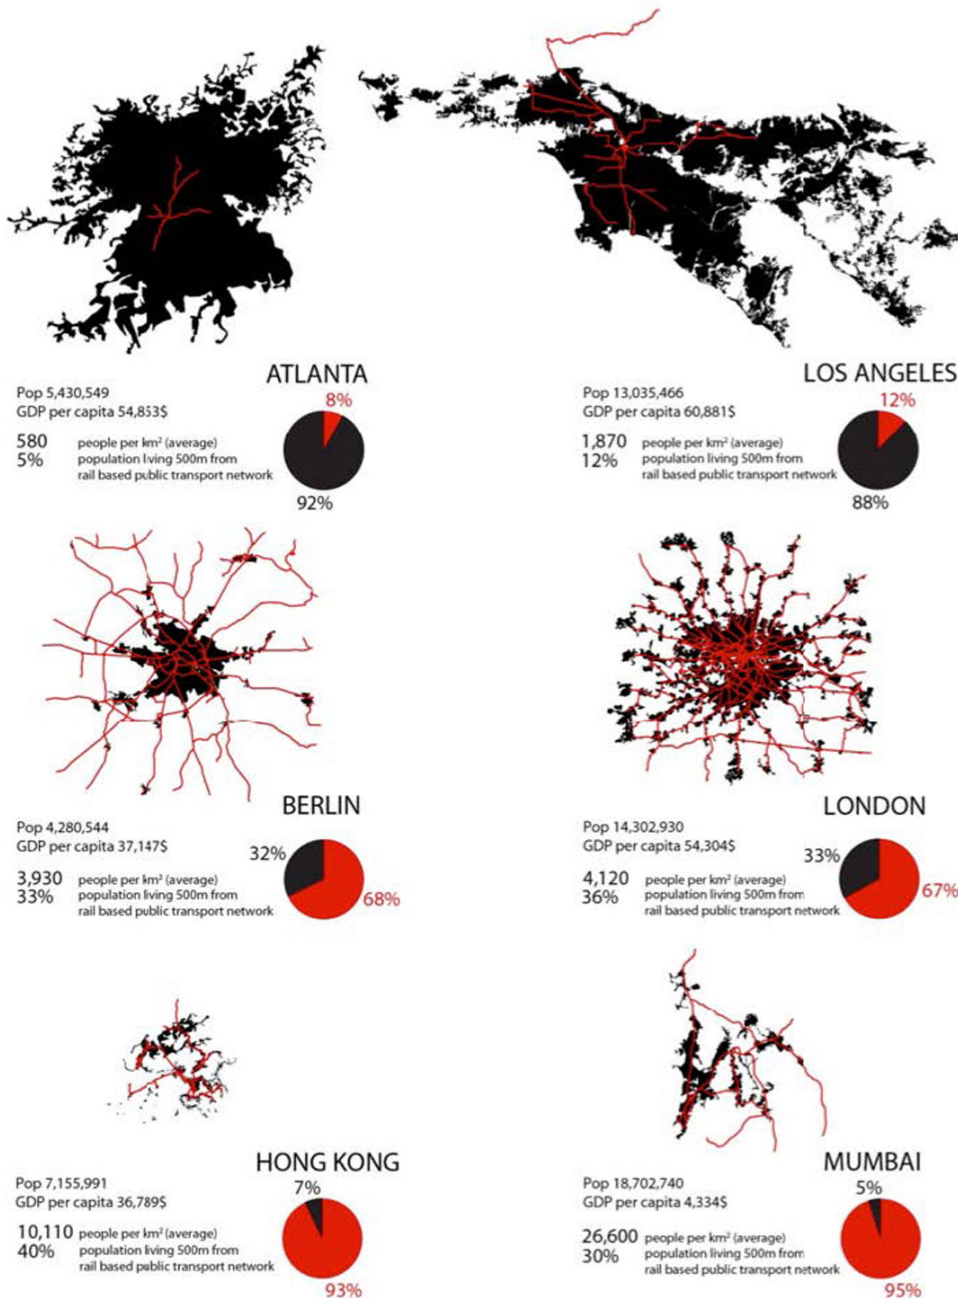 ATLANTA
Pop 5,430,549
GDP per capita 54,853$
8%
580 people per km² (average)
5% population living 500m from
rail based public transport network
92%
LOS ANGELES
Pop 13,035,466
GDP per capita 60,881$
12%
1,870 people per km² (average)
12% population living 500m from
rail based public transport network
88%
BERLIN
Pop 4,280,544
GDP per capita 37,147$
32%
3,930 people per km² (average)
33% population living 500m from
rail based public transport network
68%
LONDON
Pop 14,302,930
GDP per capita 54,304$
33%
4,120 people per km² (average)
36% population living 500m from
rail based public transport network
67%
HONG KONG
Pop 7,155,991
GDP per capita 36,789$
7%
10,110 people per km² (average)
40% population living 500m from
rail based public transport network
93%
MUMBAI
Pop 18,702,740
GDP per capita 4,334$
5%
26,600 people per km² (average)
30% population living 500m from
rail based public transport network
95%